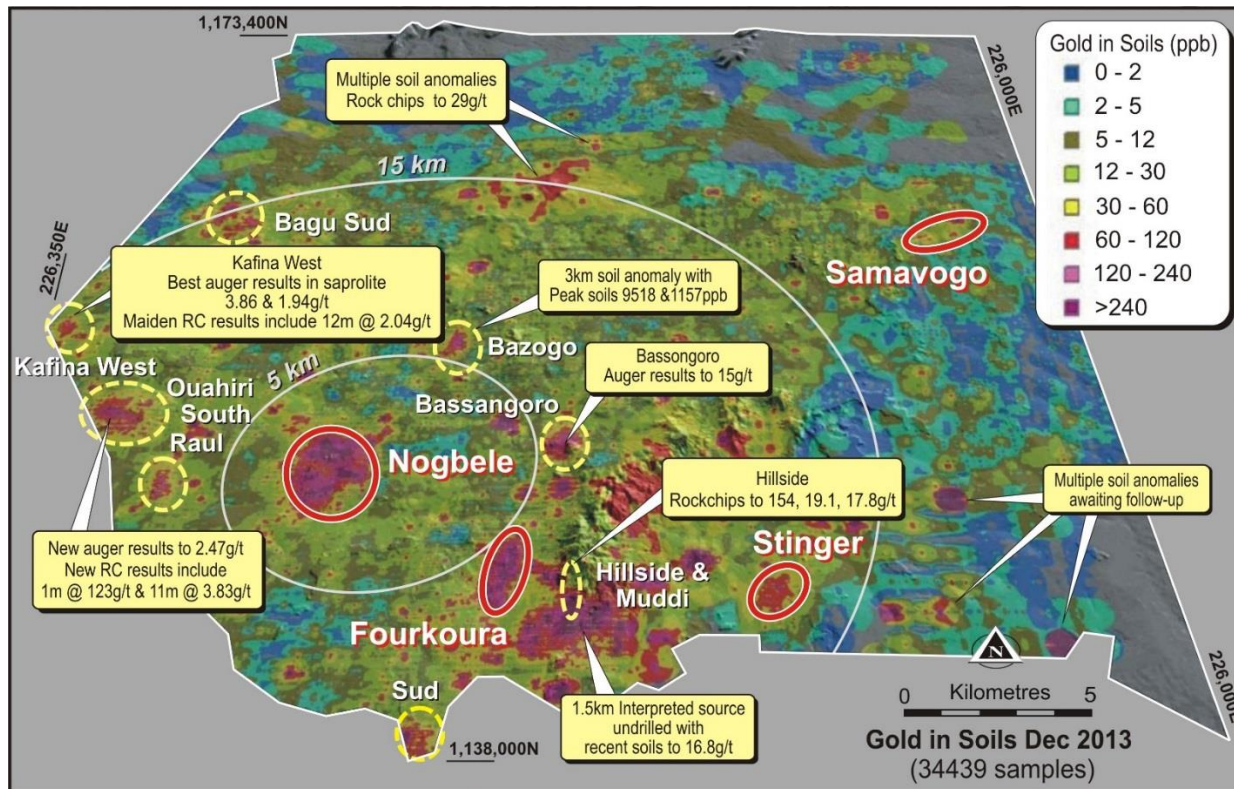 1,173,400N
Multiple soil anomalies
Rock chips to 29g/t
226,000E
Gold in Soils (ppb)
0 - 2
2 - 5
5 - 12
12 - 30
30 - 60
60 - 120
120 - 240
>240
15 km
Bagu Sud
Samavogo
226,350E
Kafina West
Best auger results in saprolite
3.86 & 1.94g/t
Maiden RC results include 12m @ 2.04g/t
3km soil anomaly with
Peak soils 9518 &1157ppb
Kafina West
Bazogo
5 km
Bassongoro
Auger results to 15g/t
Ouahiri
South
Raul
Bassangoro
Nogbele
Hillside
Rockchips to 154, 19.1, 17.8g/t
Multiple soil anomalies
awaiting follow-up
New auger results to 2.47g/t
New RC results include
1m @ 123g/t & 11m @ 3.83g/t
Stinger
Hillside &
Muddi
Fourkoura
N
226,000E
Sud
1.5km Interpreted source
undrilled with
recent soils to 16.8g/t
0 Kilometres 5
1,138,000N
Gold in Soils Dec 2013
(34439 samples)